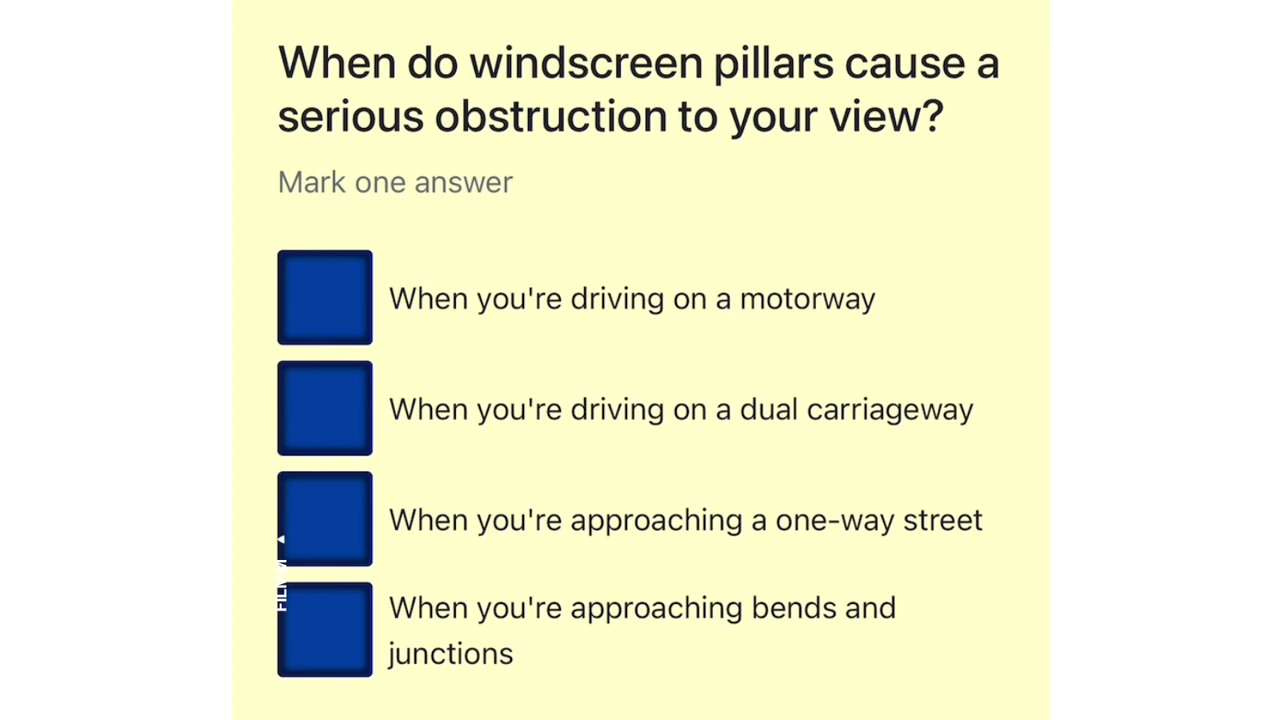 When do windscreen pillars cause a
serious obstruction to your view?
Mark one answer
When you're driving on a motorway
When you're driving on a dual carriageway
When you're approaching a one-way street
When you're approaching bends and
junctions